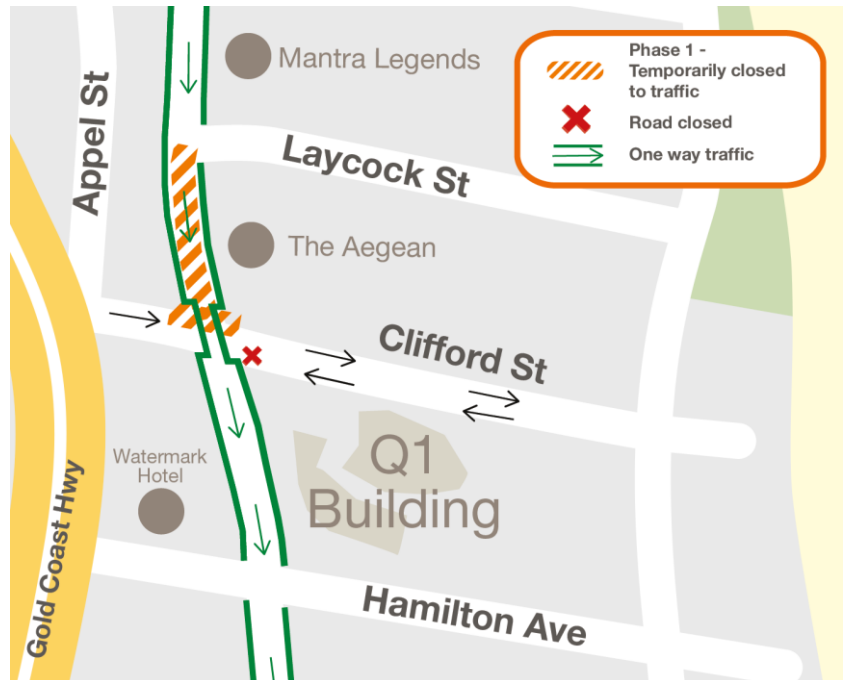 Mantra Legends
Phase 1 -
Temporarily closed
to traffic
Road closed
One way traffic
Appel St
Laycock St
The Aegean
Clifford St
Watermark
Hotel
Q1
Building
Gold Coast Hwy
Hamilton Ave